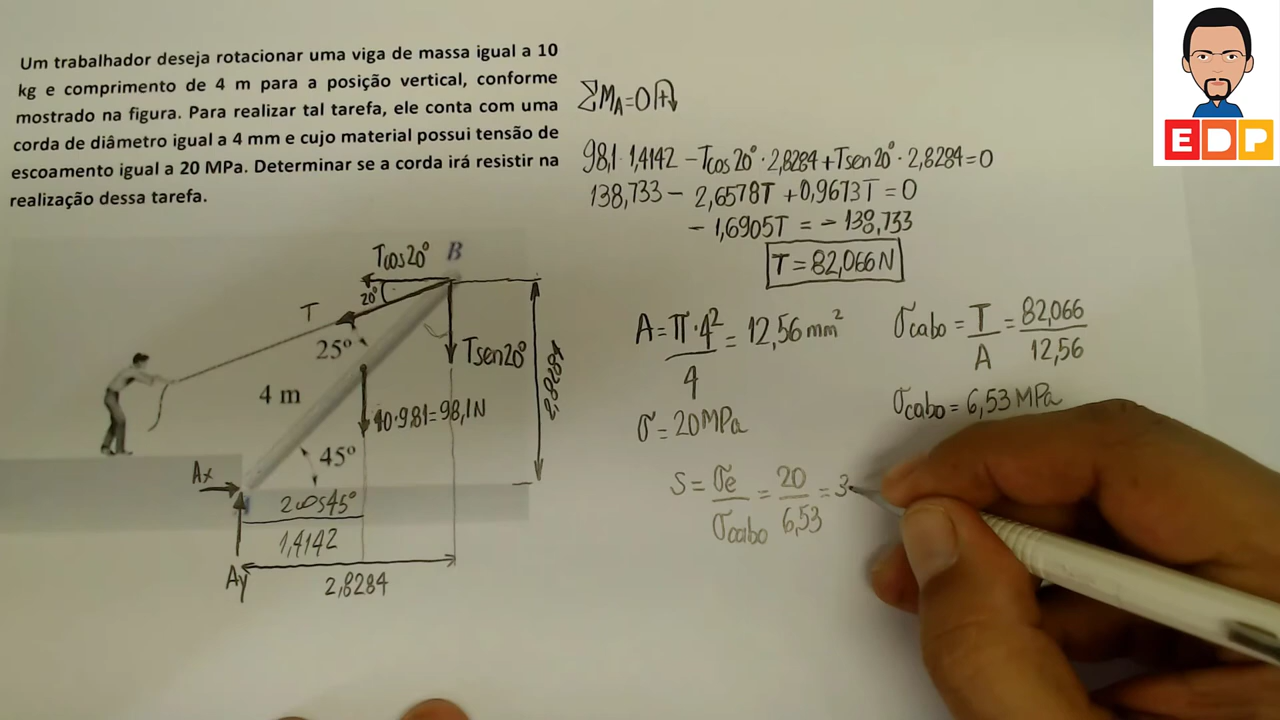 Um trabalhador deseja rotacionar uma viga de massa igual a 10
kg e comprimento de 4 m para a posição vertical, conforme
mostrado na figura. Para realizar tal tarefa, ele conta com uma
corda de diâmetro igual a 4 mm e cujo material possui tensão de
escoamento igual a 20 MPa. Determinar se a corda irá resistir na
realização dessa tarefa.
EDP
ΣM_A=0(+
98,1·1,4142 -Tcos20°·2,8284+Tsen20°·2,8284=0
138,733 - 2,6578T +0,9673T = 0
- 1,6905T = - 138,733
T = 82,066N
A= π·4²/4 = 12,56 mm²
σcabo = T/A = 82,066/12,56
σ = 20MPa
σcabo = 6,53 MPa
S = σe/σcabo = 20/6,53 = 3
Tcos20°
B
20°
T
25°
Tsen20°
4 m
10·9,81=98,1N
2,8284
45°
Ax
A
2cos45°
1,4142
Ay
2,8284